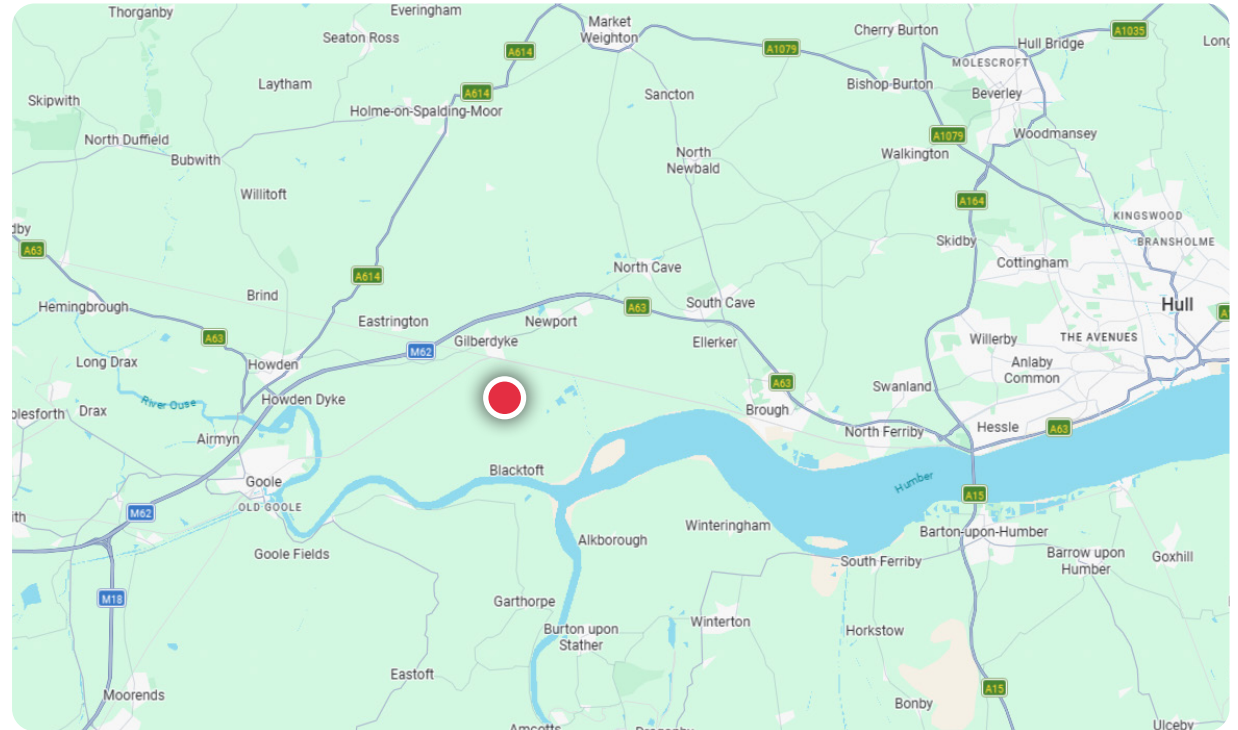 Thorganby
Everingham
Market
Weighton
Cherry Burton
A1035
Long
Seaton Ross
A614
A1079
Hull Bridge
MOLESCROFT
Laytham
A614
Sancton
Bishop Burton
Beverley
Skipwith
Holme-on-Spalding-Moor
North Duffield
A1079
Woodmansey
Bubwith
North
Newbald
Walkington
Willitoft
A164
KINGSWOOD
dby
A63
Skidby
BRANSHOLME
A614
North Cave
Cottingham
Hemingbrough
Brind
South Cave
Hull
A63
Eastrington
Newport
A63
Gilberdyke
Ellerker
Willerby
THE AVENUES
M62
Long Drax
Howden
Anlaby
Common
A63
Swanland
River Ouse
Howden Dyke
plesforth
Drax
Brough
Airmyn
North Ferriby
Hessle
A63
Goole
Blacktoft
Humber
OLD GOOLE
A15
M62
Winteringham
Barton-upon-Humber
Goole Fields
Alkborough
South Ferriby
Barrow upon
Humber
Goxhill
M18
Garthorpe
Winterton
Burton upon
Stather
Horkstow
Eastoft
Moorends
A15
Bonby
Amcotts
Ulceby